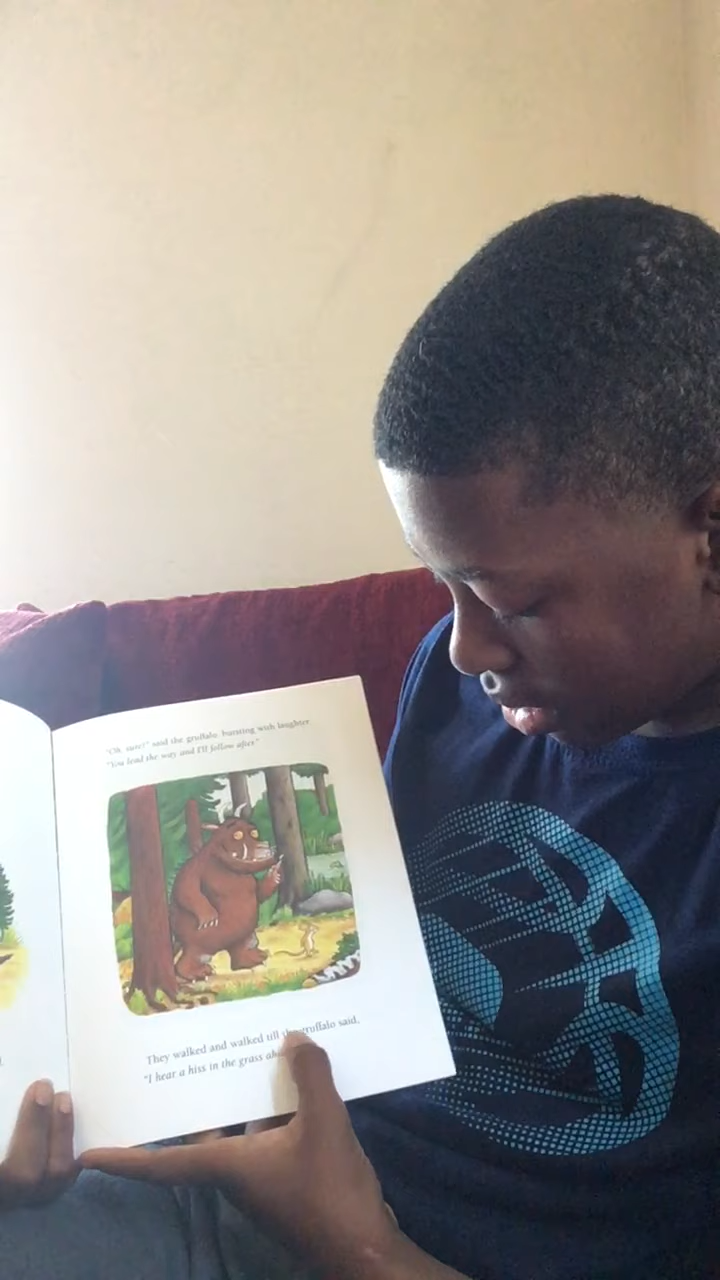 "Oh, sure!" said the gruffalo, bursting with laughter.
"You lead the way and I'll follow after."
They walked and walked till the gruffalo said,
"I hear a hiss in the grass